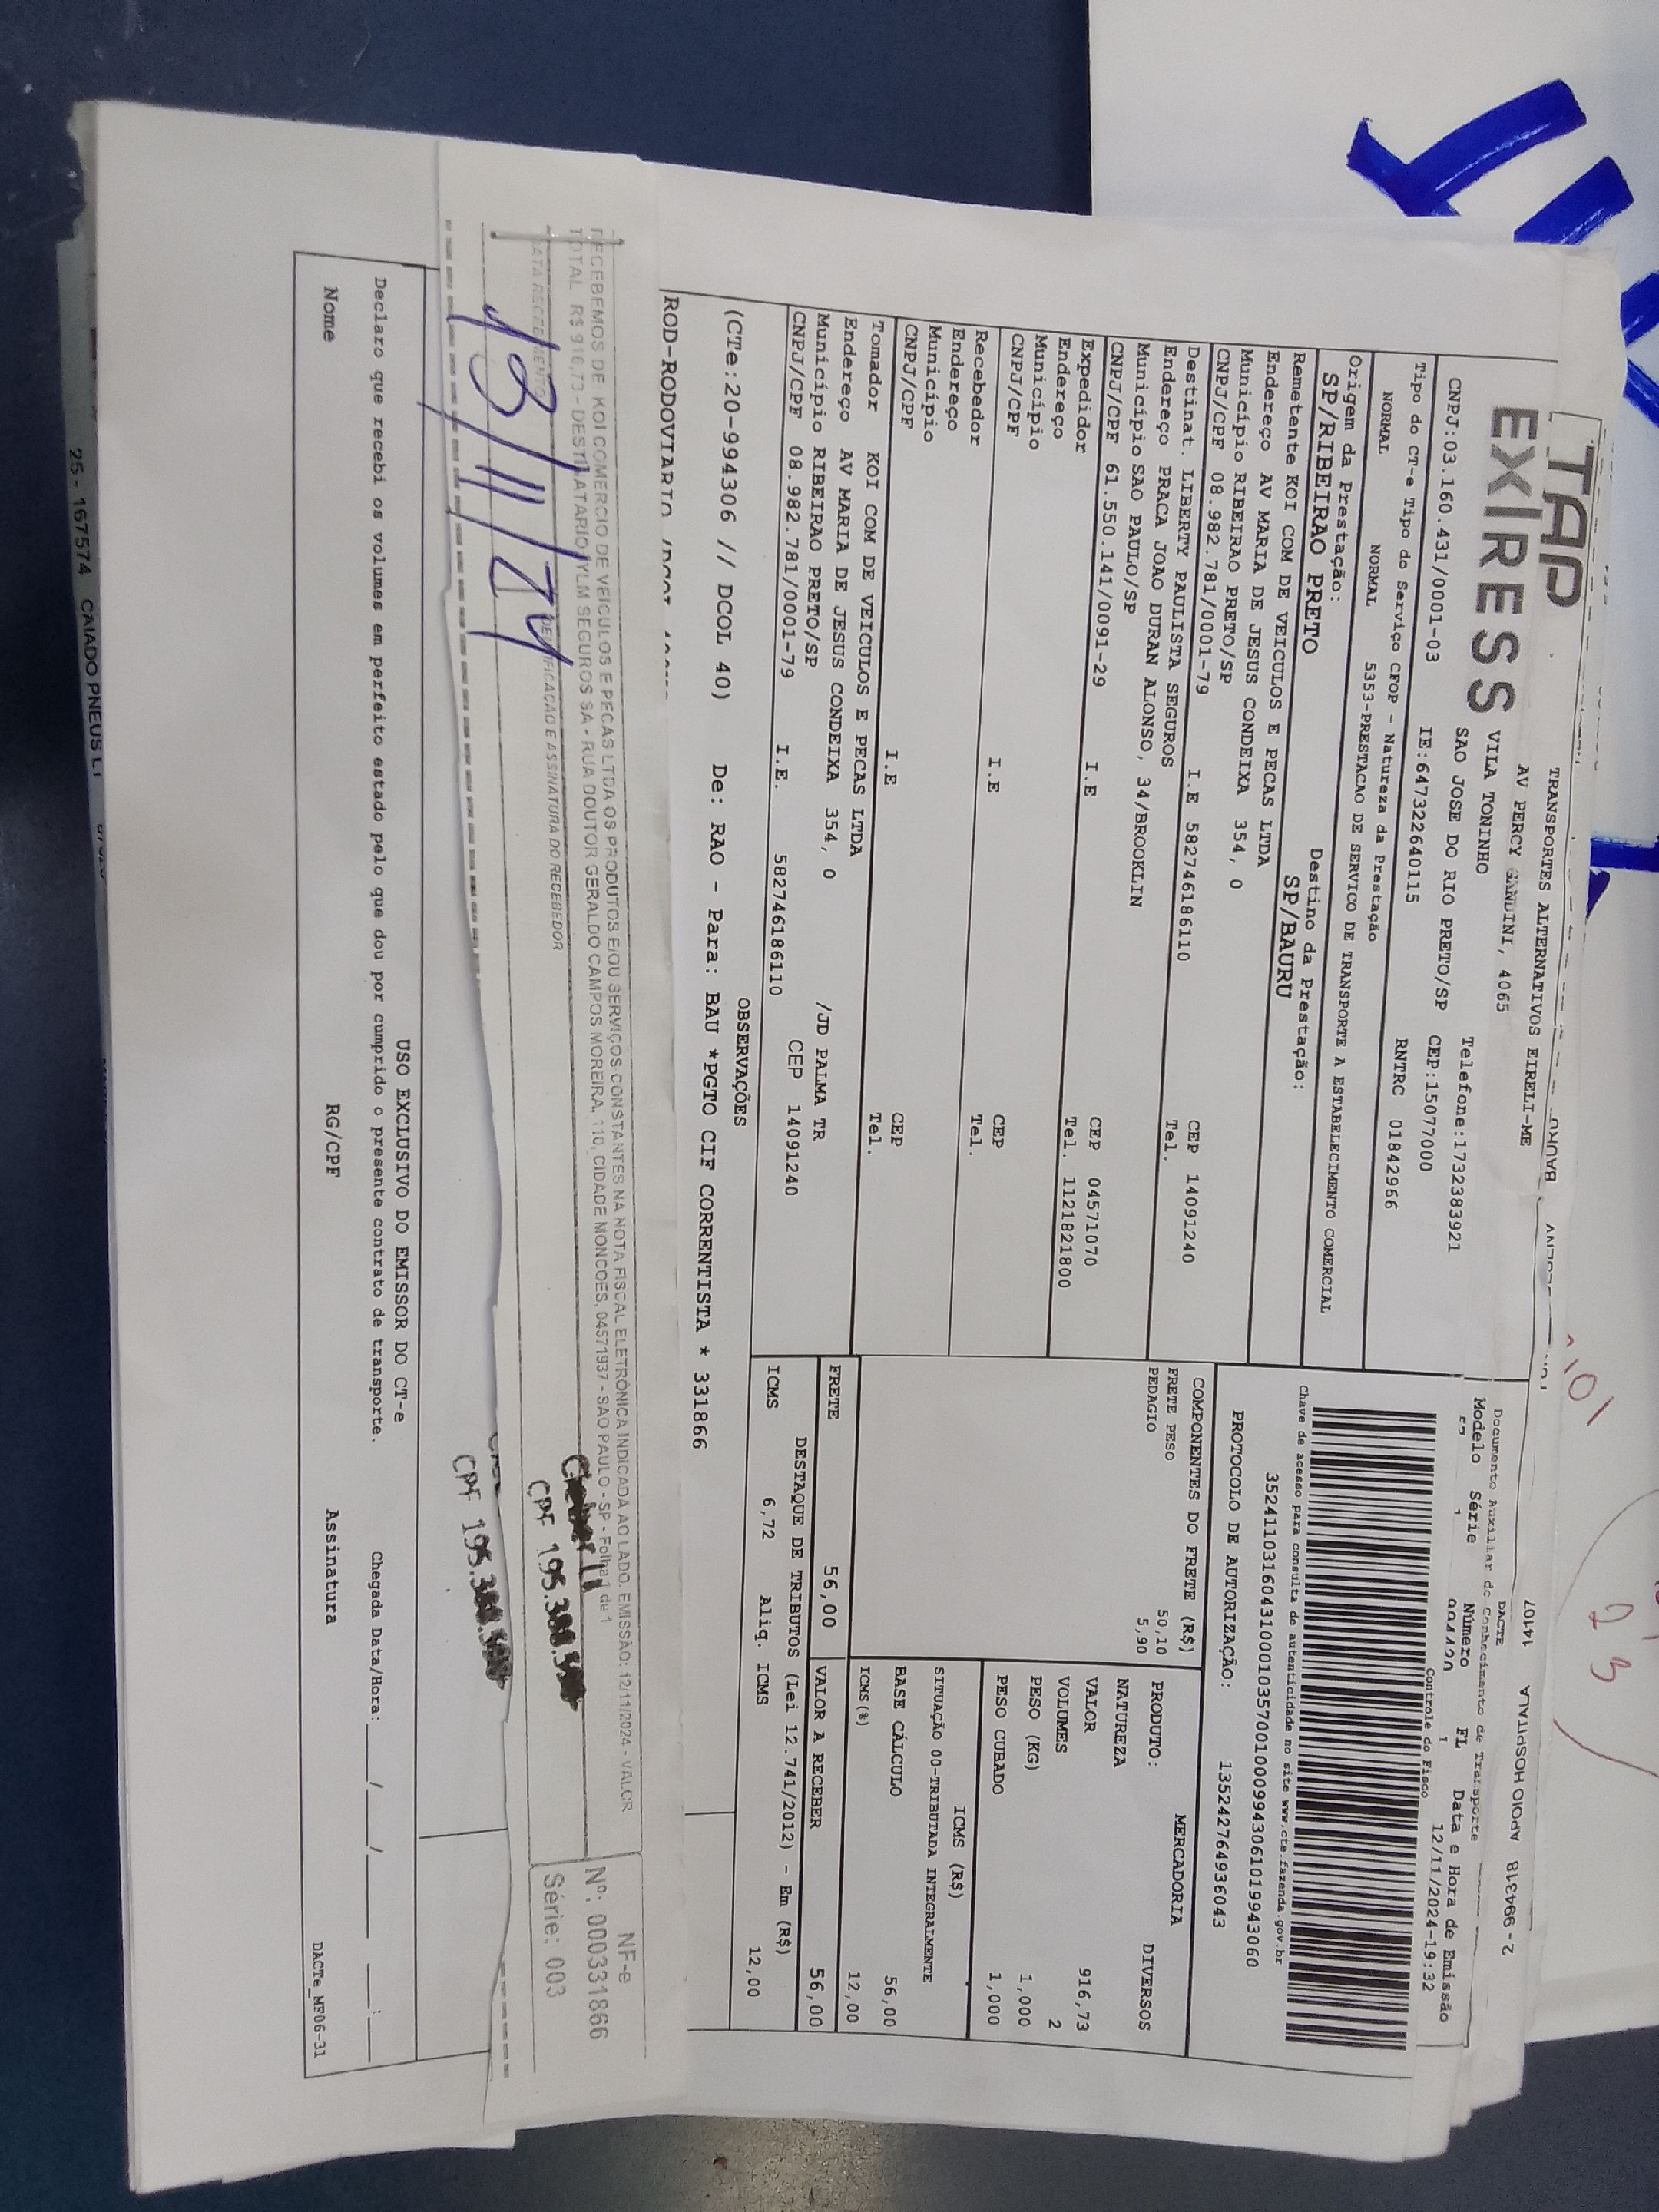 TAP
EXPRESS
TRANSPORTES ALTERNATIVOS EIRELI-ME
AV PERCY GANDINI, 4065
VILA TONINHO
SAO JOSE DO RIO PRETO/SP
Telefone:1732383921
CEP:15077000
CNPJ:03.160.431/0001-03
IE:647322640115
RNTRC 01842966
Tipo do CT-e Tipo do Serviço CFOP - Natureza da Prestação
NORMAL NORMAL 5353-PRESTACAO DE SERVICO DE TRANSPORTE A ESTABELECIMENTO COMERCIAL
Origem da Prestação: Destino da Prestação:
SP/RIBEIRAO PRETO SP/BAURU
14107 APOIO HOSPITALA 2 - 994318
DACTE
Documento Auxiliar do Conhecimento de Transporte
Modelo Série Número FL Data e Hora de Emissão
1 1 12/11/2024-19:32
Controle do Fisco
Chave de acesso para consulta de autenticidade no site www.cte.fazenda.gov.br
35241103160431000103570010009943061019943060
PROTOCOLO DE AUTORIZAÇÃO: 135242764936043
Remetente KOI COM DE VEICULOS E PECAS LTDA
Endereço AV MARIA DE JESUS CONDEIXA 354, 0
Município RIBEIRAO PRETO/SP
CNPJ/CPF 08.982.781/0001-79 I.E 582746186110 CEP 14091240
Tel.
Destinat. LIBERTY PAULISTA SEGUROS
Endereço PRACA JOAO DURAN ALONSO, 34/BROOKLIN
Município SAO PAULO/SP
CNPJ/CPF 61.550.141/0091-29 I.E CEP 04571070
Tel. 1121821800
Expedidor
Endereço
Município
CNPJ/CPF I.E CEP
Tel.
Recebedor
Endereço
Município
CNPJ/CPF I.E CEP
Tel.
Tomador KOI COM DE VEICULOS E PECAS LTDA
Endereço AV MARIA DE JESUS CONDEIXA 354, 0 /JD PALMA TR
Município RIBEIRAO PRETO/SP CEP 14091240
CNPJ/CPF 08.982.781/0001-79 I.E. 582746186110
COMPONENTES DO FRETE (R$)
FRETE PESO 50,10
PEDAGIO 5,90
MERCADORIA
PRODUTO: DIVERSOS
NATUREZA
VALOR 916,73
VOLUMES 2
PESO (KG) 1,000
PESO CUBADO 1,000
ICMS (R$)
SITUAÇÃO 00-TRIBUTADA INTEGRALMENTE
BASE CÁLCULO 56,00
ICMS(%) 12,00
FRETE 56,00 VALOR A RECEBER 56,00
DESTAQUE DE TRIBUTOS (Lei 12.741/2012) - Em (R$)
ICMS 6,72 Aliq. ICMS 12,00
OBSERVAÇÕES
(CTe:20-994306 // DCOL 40) De: RAO - Para: BAU *PGTO CIF CORRENTISTA * 331866
ROD-RODOVIARIO
RECEBEMOS DE KOI COMERCIO DE VEICULOS E PECAS LTDA OS PRODUTOS E/OU SERVIÇOS CONSTANTES NA NOTA FISCAL ELETRÔNICA INDICADA AO LADO. EMISSÃO: 12/11/2024 - VALOR
TOTAL R$ 916,73 - DESTINATARIO: YLM SEGUROS SA - RUA DOUTOR GERALDO CAMPOS MOREIRA, 110, CIDADE MONCOES, 04571937 - SAO PAULO - SP - Folha 1 de 1
DATA RECEBIMENTO IDENTIFICAÇÃO E ASSINATURA DO RECEBEDOR
13/11/24
CPF 195.
NF-e
Nº: 000331866
Série: 003
CPF 195.
USO EXCLUSIVO DO EMISSOR DO CT-e
Declaro que recebi os volumes em perfeito estado pelo que dou por cumprido o presente contrato de transporte. Chegada Data/Hora: ___/___/___ ___:___
Nome RG/CPF Assinatura
DACTe_MF06-31
25 - 167574 CAIADO PNEUS
101
23